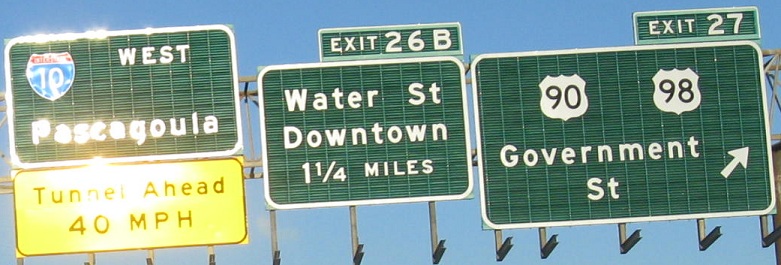 WEST
10
Pascagoula
Tunnel Ahead
40 MPH
EXIT 26B
Water St
Downtown
1 1/4 MILES
EXIT 27
90 98
Government
St